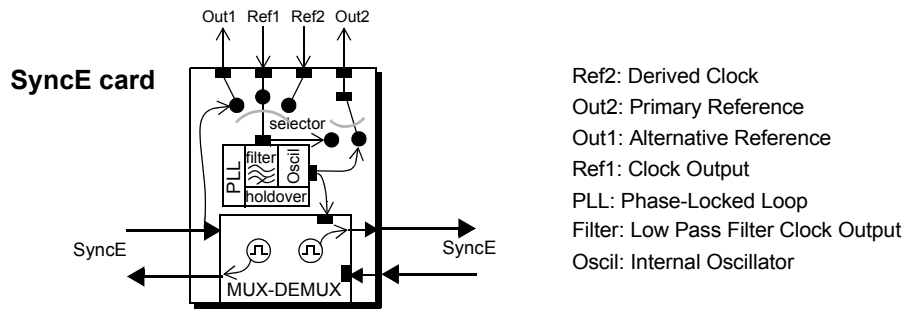 Out1 Ref1 Ref2 Out2
SyncE card
selector
PLL
filter
Oscil
holdover
SyncE
SyncE
MUX-DEMUX
Ref2: Derived Clock
Out2: Primary Reference
Out1: Alternative Reference
Ref1: Clock Output
PLL: Phase-Locked Loop
Filter: Low Pass Filter Clock Output
Oscil: Internal Oscillator